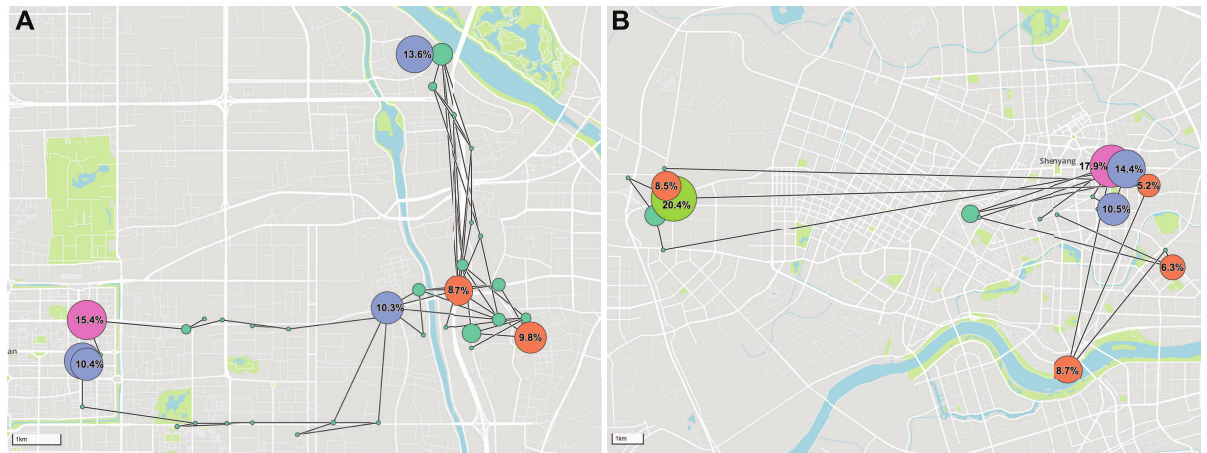 A
13.6%
15.4%
10.4%
10.3%
8.7%
9.8%
an
1km
B
Shenyang
8.5%
20.4%
17.9%
14.4%
5.2%
10.5%
6.3%
8.7%
1km